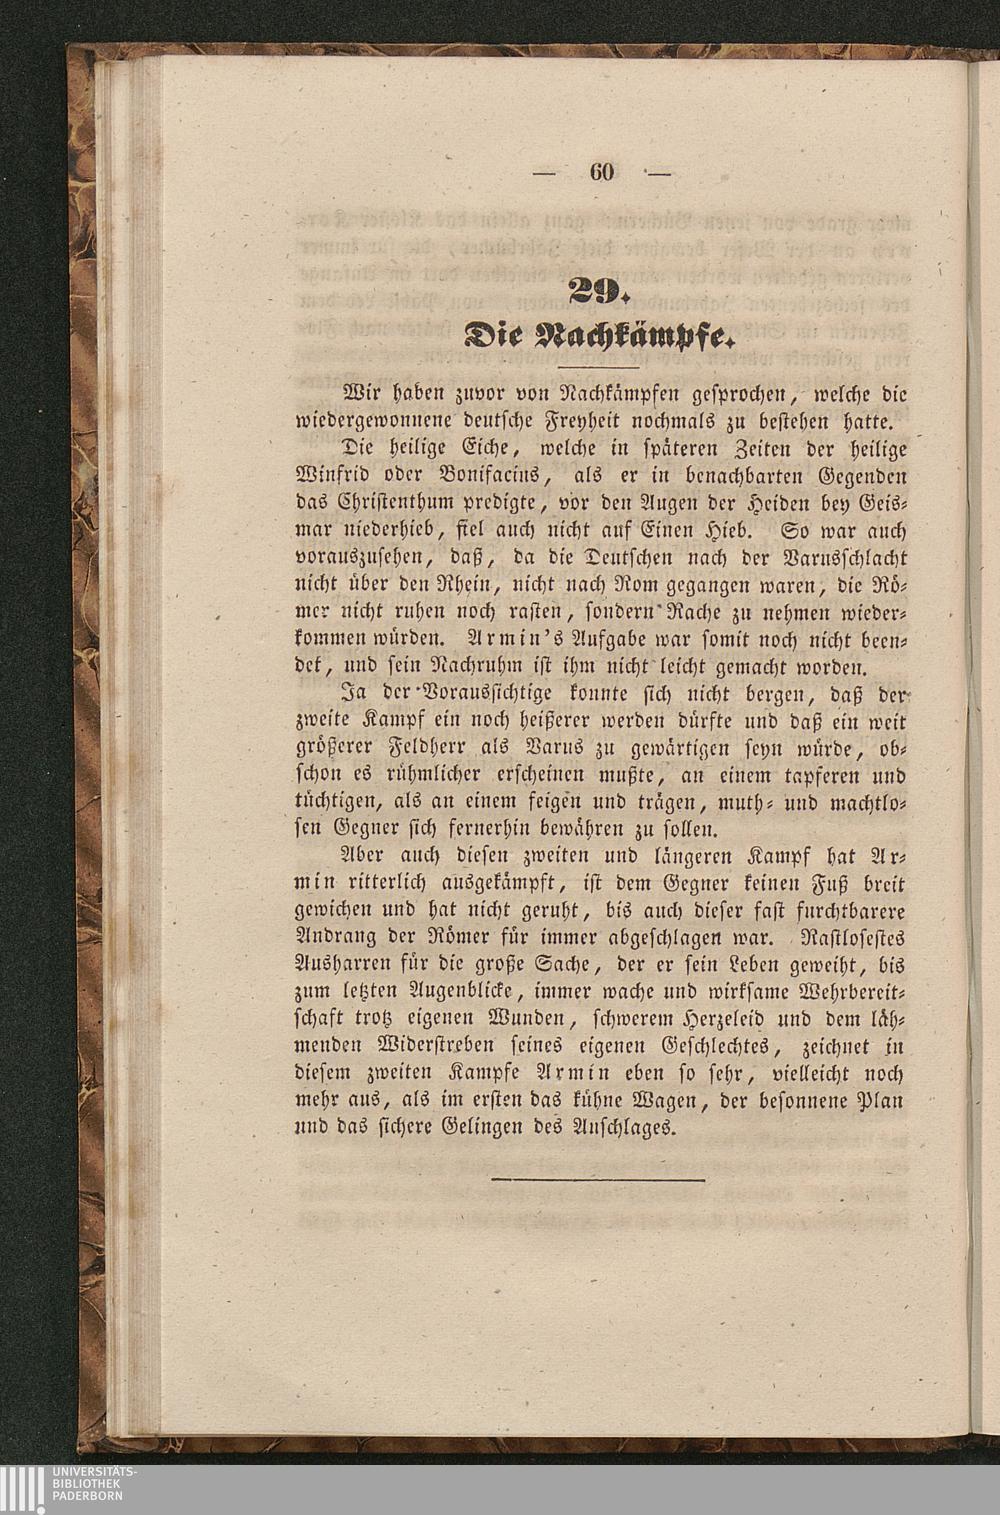 — 60 —
29.
Die Nachkämpfe.
Wir haben zuvor von Nachkämpfen gesprochen, welche die
wiedergewonnene deutsche Freyheit nochmals zu bestehen hatte.
Die heilige Eiche, welche in späteren Zeiten der heilige
Winfrid oder Bonifacius, als er in benachbarten Gegenden
das Christenthum predigte, vor den Augen der Heiden bey Geis-
mar niederhieb, fiel auch nicht auf Einen Hieb. So war auch
vorauszusehen, daß, da die Deutschen nach der Varusschlacht
nicht über den Rhein, nicht nach Rom gegangen waren, die Rö-
mer nicht ruhen noch rasten, sondern Rache zu nehmen wieder-
kommen würden. Armin's Aufgabe war somit noch nicht been-
det, und sein Nachruhm ist ihm nicht leicht gemacht worden.
Ja der Voraussichtige konnte sich nicht bergen, daß der
zweite Kampf ein noch heißerer werden dürfte und daß ein weit
größerer Feldherr als Varus zu gewärtigen seyn würde, ob-
schon es rühmlicher erscheinen mußte, an einem tapferen und
tüchtigen, als an einem feigen und trägen, muth- und machtlo-
sen Gegner sich fernerhin bewähren zu sollen.
Aber auch diesen zweiten und längeren Kampf hat Ar-
min ritterlich ausgekämpft, ist dem Gegner keinen Fuß breit
gewichen und hat nicht geruht, bis auch dieser fast furchtbarere
Andrang der Römer für immer abgeschlagen war. Rastlosestes
Ausharren für die große Sache, der er sein Leben geweiht, bis
zum letzten Augenblicke, immer wache und wirksame Wehrbereit-
schaft trotz eigenen Wunden, schwerem Herzeleid und dem läh-
menden Widerstreben seines eigenen Geschlechtes, zeichnet in
diesem zweiten Kampfe Armin eben so sehr, vielleicht noch
mehr aus, als im ersten das kühne Wagen, der besonnene Plan
und das sichere Gelingen des Anschlages.
UNIVERSITÄTS-
BIBLIOTHEK
PADERBORN